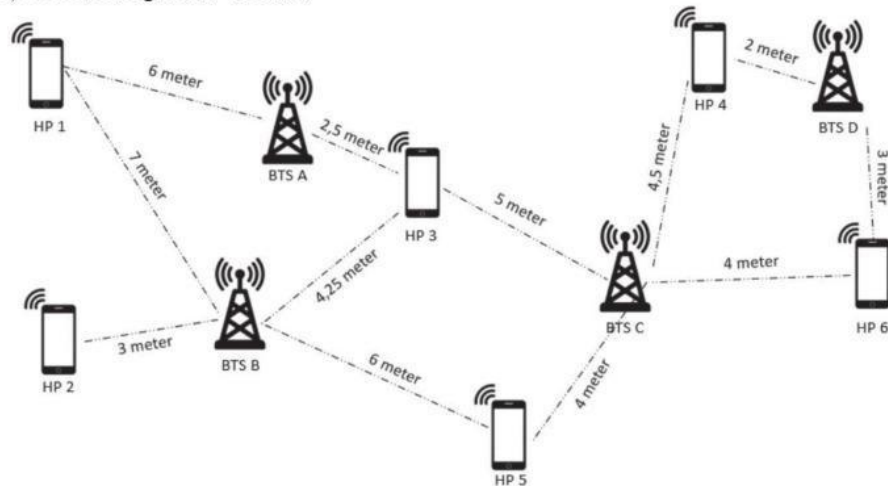 HP 1
6 meter
BTS A
2,5 meter
HP 3
7 meter
4,25 meter
HP 2
3 meter
BTS B
6 meter
HP 5
5 meter
BTS C
4 meter
4,5 meter
HP 4
2 meter
BTS D
3 meter
4 meter
HP 6